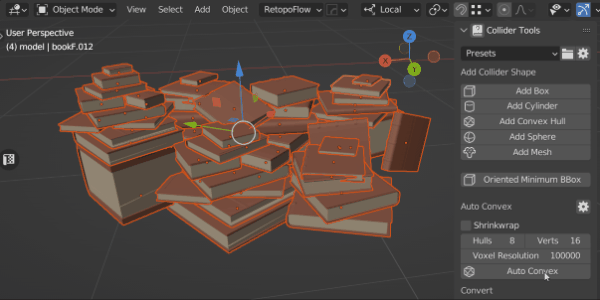 Object Mode View Select Add Object RetopoFlow Local
User Perspective
(4) model | bookF.012
Z
X
Y
Collider Tools
Presets
Add Collider Shape
Add Box
Add Cylinder
Add Convex Hull
Add Sphere
Add Mesh
Oriented Minimum BBox
Auto Convex
Shrinkwrap
Hulls 8 Verts 16
Voxel Resolution 100000
Auto Convex
Convert